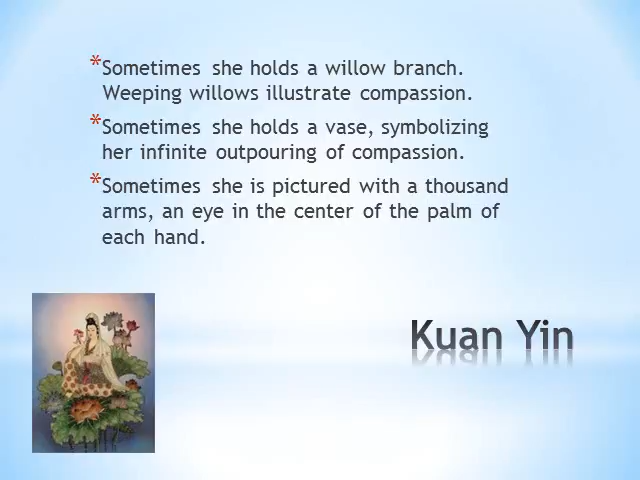 *Sometimes she holds a willow branch.
Weeping willows illustrate compassion.
*Sometimes she holds a vase, symbolizing
her infinite outpouring of compassion.
*Sometimes she is pictured with a thousand
arms, an eye in the center of the palm of
each hand.
Kuan Yin